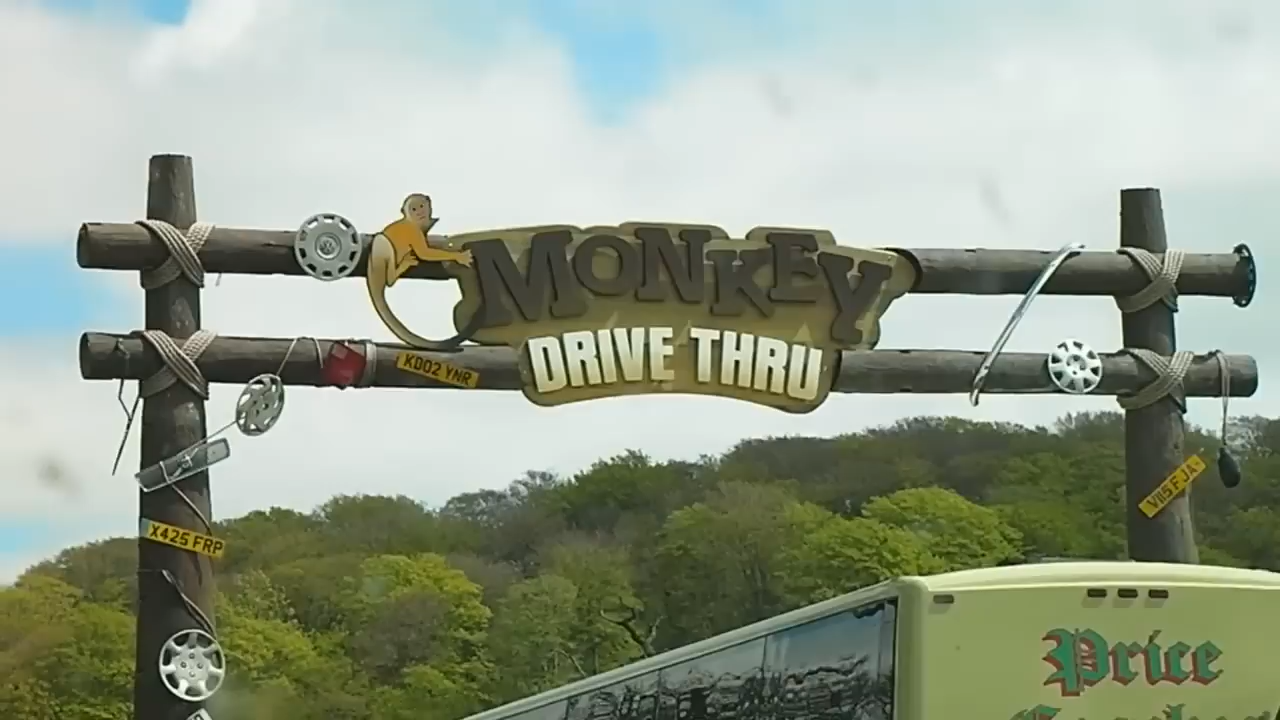 MONKEY
DRIVE THRU
KD02 YNR
X425 FRP
V115 FJA
Price